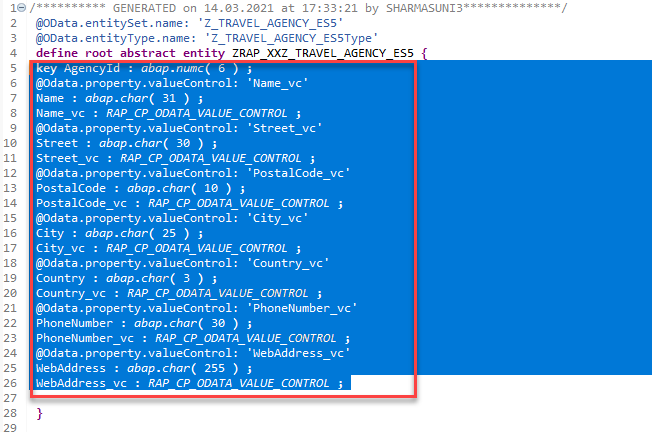 1 /********** GENERATED on 14.03.2021 at 17:33:21 by SHARMASUNI3*************/
2 @OData.entitySet.name: 'Z_TRAVEL_AGENCY_ES5'
3 @OData.entityType.name: 'Z_TRAVEL_AGENCY_ES5Type'
4 define root abstract entity ZRAP_XXZ_TRAVEL_AGENCY_ES5 {
5 key AgencyId : abap.numc( 6 ) ;
6 @Odata.property.valueControl: 'Name_vc'
7 Name : abap.char( 31 ) ;
8 Name_vc : RAP_CP_ODATA_VALUE_CONTROL ;
9 @Odata.property.valueControl: 'Street_vc'
10 Street : abap.char( 30 ) ;
11 Street_vc : RAP_CP_ODATA_VALUE_CONTROL ;
12 @Odata.property.valueControl: 'PostalCode_vc'
13 PostalCode : abap.char( 10 ) ;
14 PostalCode_vc : RAP_CP_ODATA_VALUE_CONTROL ;
15 @Odata.property.valueControl: 'City_vc'
16 City : abap.char( 25 ) ;
17 City_vc : RAP_CP_ODATA_VALUE_CONTROL ;
18 @Odata.property.valueControl: 'Country_vc'
19 Country : abap.char( 3 ) ;
20 Country_vc : RAP_CP_ODATA_VALUE_CONTROL ;
21 @Odata.property.valueControl: 'PhoneNumber_vc'
22 PhoneNumber : abap.char( 30 ) ;
23 PhoneNumber_vc : RAP_CP_ODATA_VALUE_CONTROL ;
24 @Odata.property.valueControl: 'WebAddress_vc'
25 WebAddress : abap.char( 255 ) ;
26 WebAddress_vc : RAP_CP_ODATA_VALUE_CONTROL ;
27
28 }
29